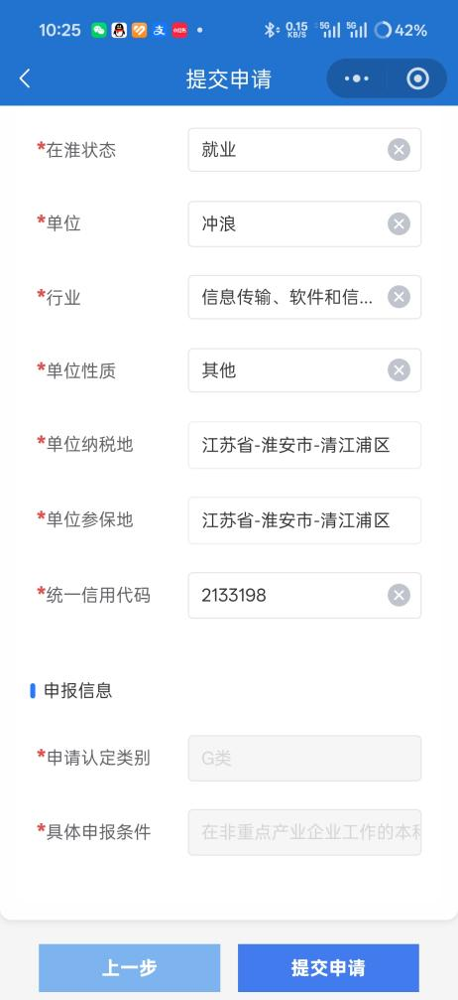 10:25 0.15 KB/S 5G 5G 42%
提交申请
*在淮状态 就业
*单位 冲浪
*行业 信息传输、软件和信...
*单位性质 其他
*单位纳税地 江苏省-淮安市-清江浦区
*单位参保地 江苏省-淮安市-清江浦区
*统一信用代码 2133198
申报信息
*申请认定类别 G类
*具体申报条件 在非重点产业企业工作的本科
上一步 提交申请